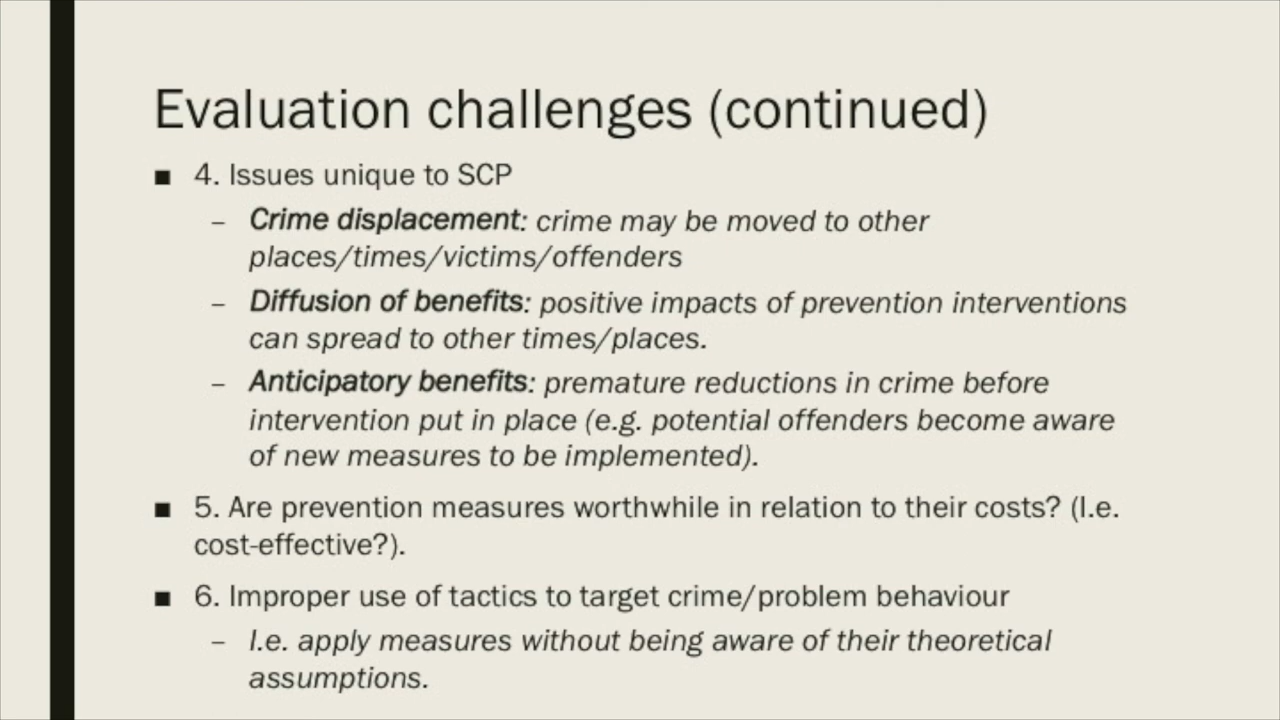 Evaluation challenges (continued)
■ 4. Issues unique to SCP
– Crime displacement: crime may be moved to other
places/times/victims/offenders
– Diffusion of benefits: positive impacts of prevention interventions
can spread to other times/places.
– Anticipatory benefits: premature reductions in crime before
intervention put in place (e.g. potential offenders become aware
of new measures to be implemented).
■ 5. Are prevention measures worthwhile in relation to their costs? (I.e.
cost-effective?).
■ 6. Improper use of tactics to target crime/problem behaviour
– I.e. apply measures without being aware of their theoretical
assumptions.